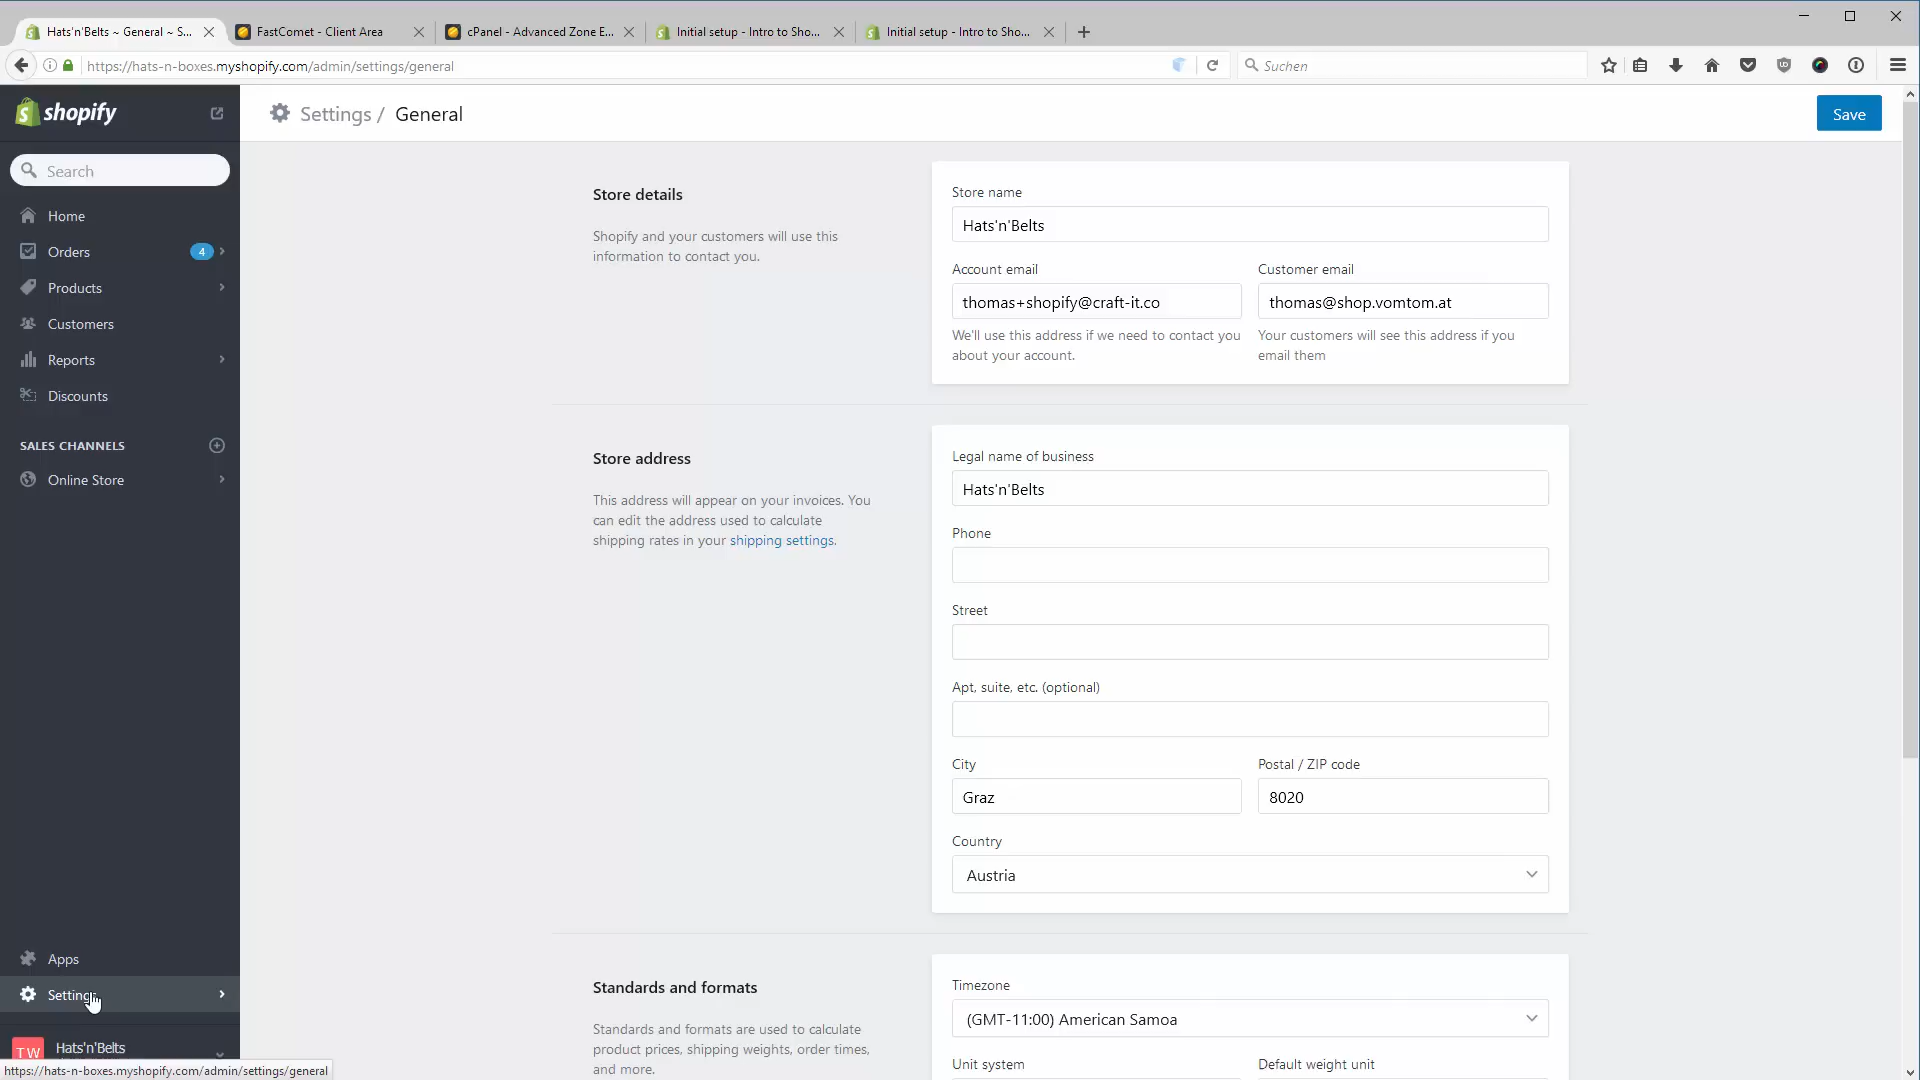 Hats'n'Belts ~ General ~ S...
FastComet - Client Area
cPanel - Advanced Zone E...
Initial setup - Intro to Sho...
Initial setup - Intro to Sho...
https://hats-n-boxes.myshopify.com/admin/settings/general
Suchen
shopify
Settings / General
Save
Search
Home
Orders
4
Products
Customers
Reports
Discounts
SALES CHANNELS
Online Store
Apps
Settings
TW
Hats'n'Belts
https://hats-n-boxes.myshopify.com/admin/settings/general
Store details
Shopify and your customers will use this
information to contact you.
Store name
Hats'n'Belts
Account email
thomas+shopify@craft-it.co
We'll use this address if we need to contact you
about your account.
Customer email
thomas@shop.vomtom.at
Your customers will see this address if you
email them
Store address
This address will appear on your invoices. You
can edit the address used to calculate
shipping rates in your shipping settings.
Legal name of business
Hats'n'Belts
Phone
Street
Apt, suite, etc. (optional)
City
Graz
Postal / ZIP code
8020
Country
Austria
Standards and formats
Standards and formats are used to calculate
product prices, shipping weights, order times,
and more.
Timezone
(GMT-11:00) American Samoa
Unit system
Default weight unit